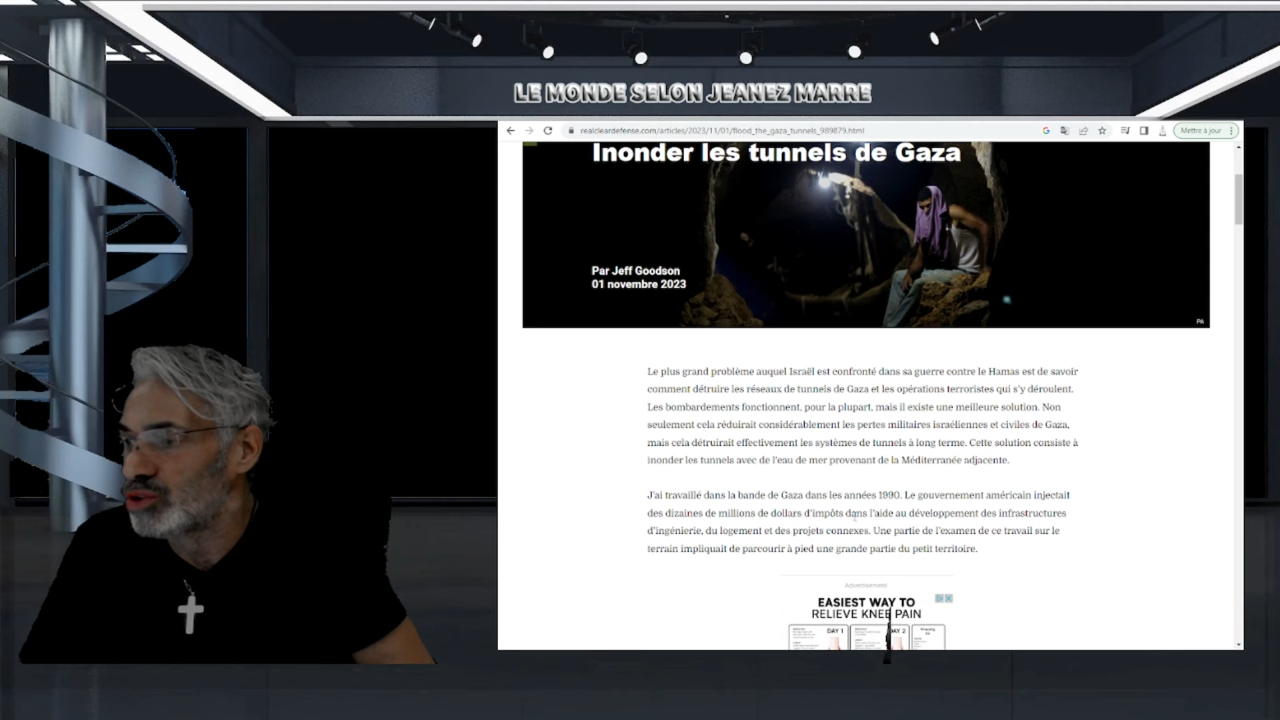 LE MONDE SELON JEANEZ MARRE
realcleardefense.com/articles/2023/11/01/flood_the_gaza_tunnels_989879.html
Mettre à jour
Inonder les tunnels de Gaza
Par Jeff Goodson
01 novembre 2023
PA
Le plus grand problème auquel Israël est confronté dans sa guerre contre le Hamas est de savoir
comment détruire les réseaux de tunnels de Gaza et les opérations terroristes qui s'y déroulent.
Les bombardements fonctionnent, pour la plupart, mais il existe une meilleure solution. Non
seulement cela réduirait considérablement les pertes militaires israéliennes et civiles de Gaza,
mais cela détruirait effectivement les systèmes de tunnels à long terme. Cette solution consiste à
inonder les tunnels avec de l'eau de mer provenant de la Méditerranée adjacente.
J'ai travaillé dans la bande de Gaza dans les années 1990. Le gouvernement américain injectait
des dizaines de millions de dollars d'impôts dans l'aide au développement des infrastructures
d'ingénierie, du logement et des projets connexes. Une partie de l'examen de ce travail sur le
terrain impliquait de parcourir à pied une grande partie du petit territoire.
Advertisement
EASIEST WAY TO
RELIEVE KNEE PAIN
DAY 1
DAY 2